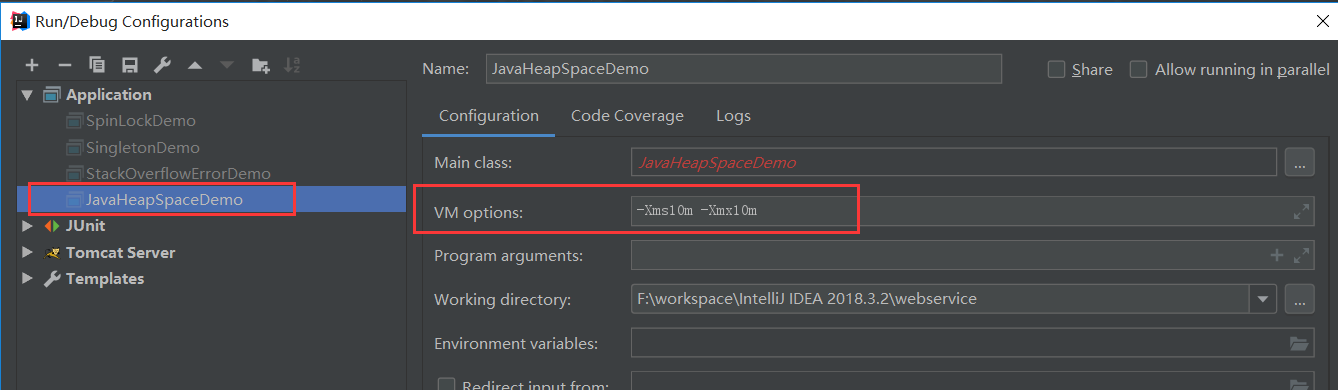 Run/Debug Configurations
Name: JavaHeapSpaceDemo Share Allow running in parallel
Application
SpinLockDemo
SingletonDemo
StackOverflowErrorDemo
JavaHeapSpaceDemo
JUnit
Tomcat Server
Templates
Configuration Code Coverage Logs
Main class: JavaHeapSpaceDemo ...
VM options: -Xms10m -Xmx10m
Program arguments:
Working directory: F:\workspace\IntelliJ IDEA 2018.3.2\webservice ...
Environment variables:
Redirect input from: